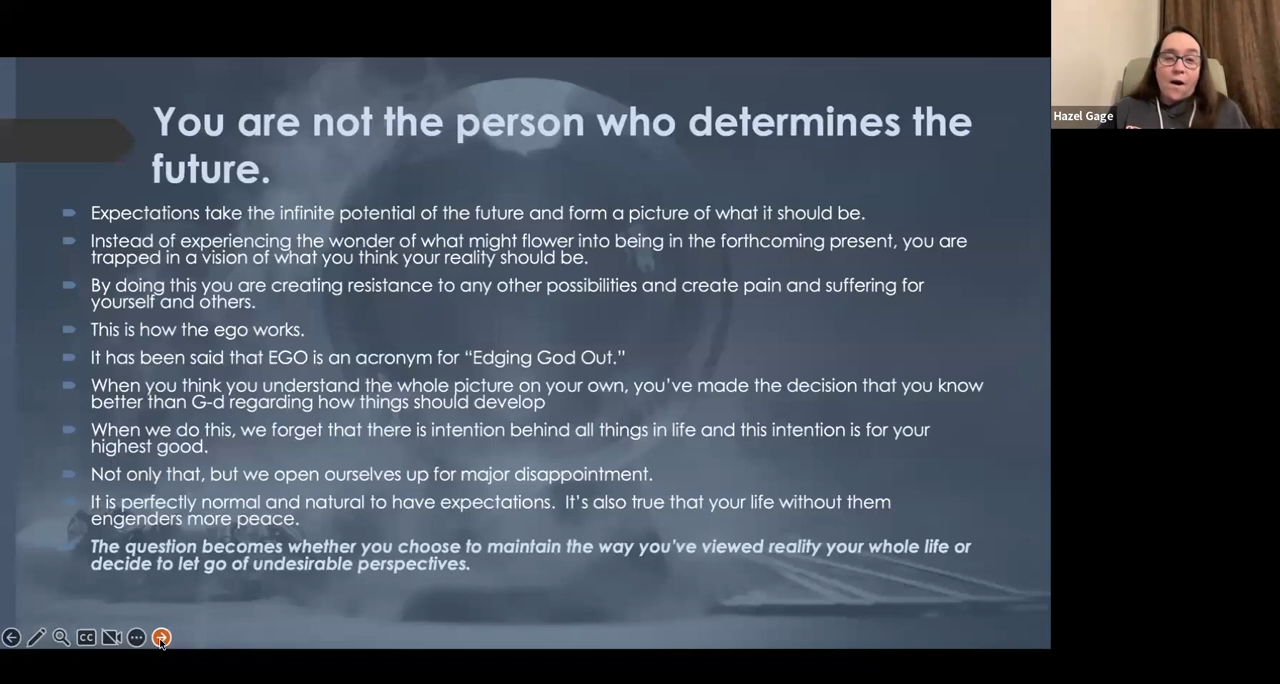 You are not the person who determines the
future.
Expectations take the infinite potential of the future and form a picture of what it should be.
Instead of experiencing the wonder of what might flower into being in the forthcoming present, you are
trapped in a vision of what you think your reality should be.
By doing this you are creating resistance to any other possibilities and create pain and suffering for
yourself and others.
This is how the ego works.
It has been said that EGO is an acronym for “Edging God Out.”
When you think you understand the whole picture on your own, you’ve made the decision that you know
better than G-d regarding how things should develop
When we do this, we forget that there is intention behind all things in life and this intention is for your
highest good.
Not only that, but we open ourselves up for major disappointment.
It is perfectly normal and natural to have expectations.  It’s also true that your life without them
engenders more peace.
The question becomes whether you choose to maintain the way you’ve viewed reality your whole life or
decide to let go of undesirable perspectives.
CC
Hazel Gage